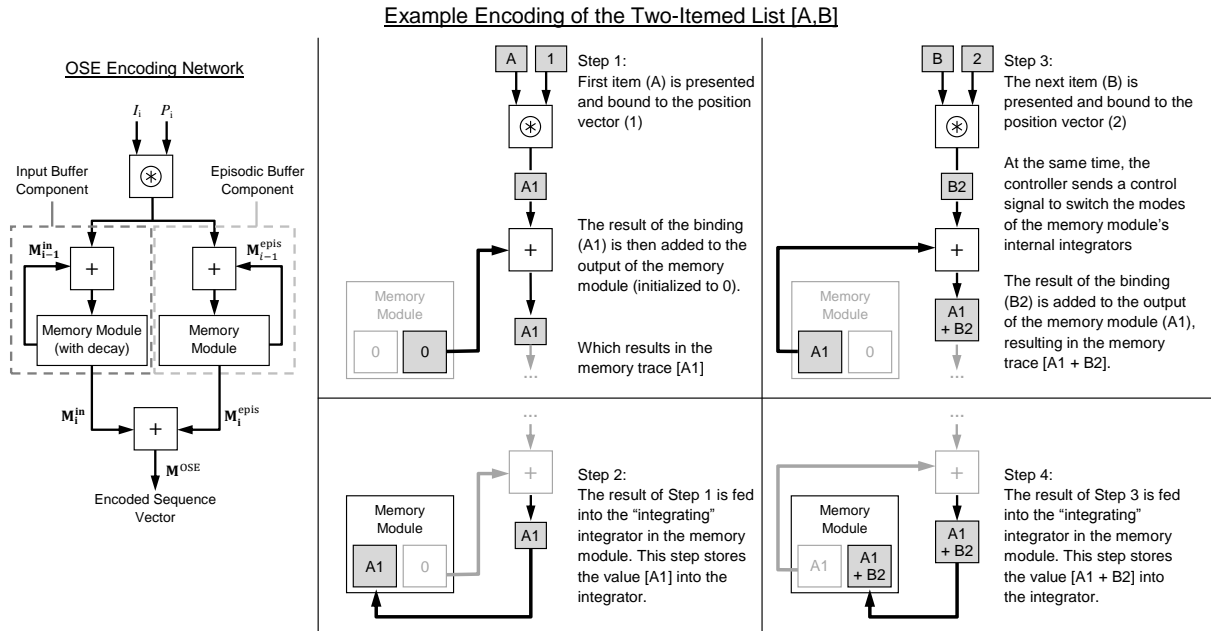 Example Encoding of the Two-Itemed List [A,B]
OSE Encoding Network
I_i P_i
⊛
Input Buffer
Component
Episodic Buffer
Component
M^in_i−1
M^epis_i−1
+
+
Memory Module
(with decay)
Memory
Module
M^in_i
M^epis_i
+
M^OSE
Encoded Sequence
Vector
A 1
⊛
A1
+
Memory
Module
0 0
A1
...
Step 1:
First item (A) is presented
and bound to the position
vector (1)
The result of the binding
(A1) is then added to the
output of the memory
module (initialized to 0).
Which results in the
memory trace [A1]
B 2
⊛
B2
+
Memory
Module
A1 0
A1
+ B2
...
Step 3:
The next item (B) is
presented and bound to the
position vector (2)
At the same time, the
controller sends a control
signal to switch the modes
of the memory module's
internal integrators
The result of the binding
(B2) is added to the output
of the memory module (A1),
resulting in the memory
trace [A1 + B2].
...
+
Memory
Module
A1 0
A1
Step 2:
The result of Step 1 is fed
into the “integrating”
integrator in the memory
module. This step stores
the value [A1] into the
integrator.
...
+
Memory
Module
A1
A1
+ B2
A1
+ B2
Step 4:
The result of Step 3 is fed
into the “integrating”
integrator in the memory
module. This step stores
the value [A1 + B2] into
the integrator.